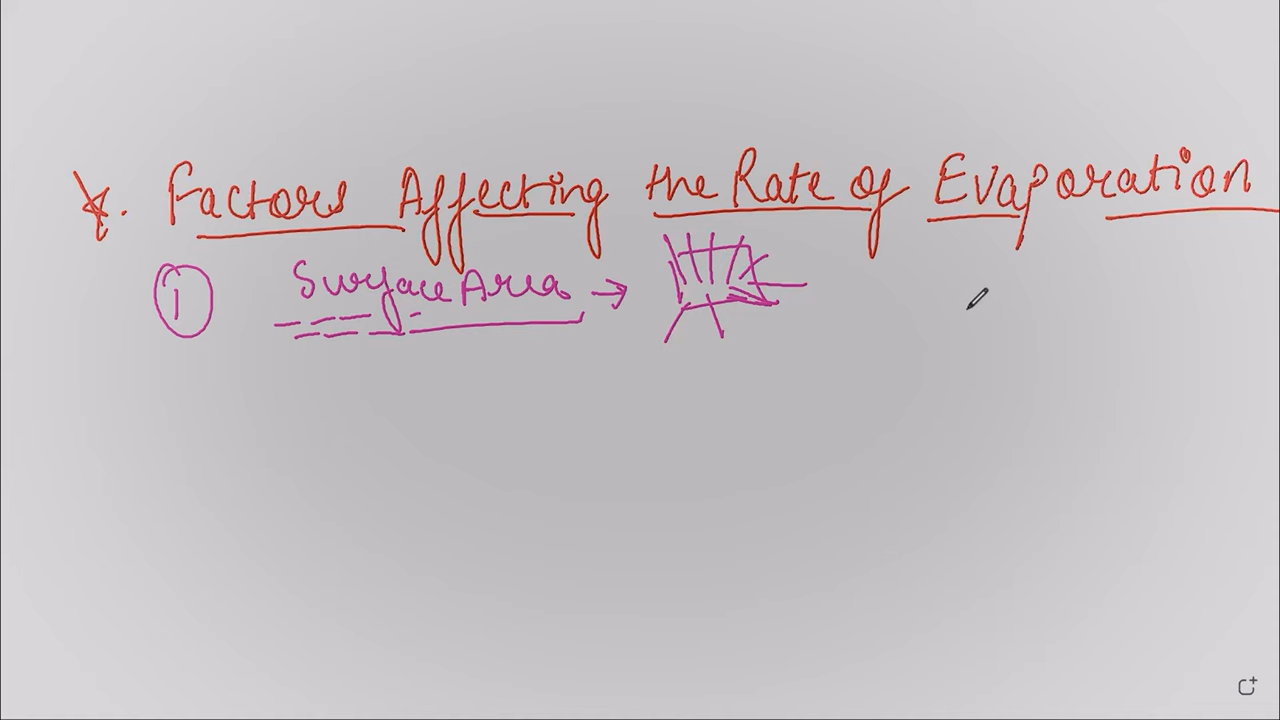 *. Factors Affecting the Rate of Evaporation
① Surface Area →